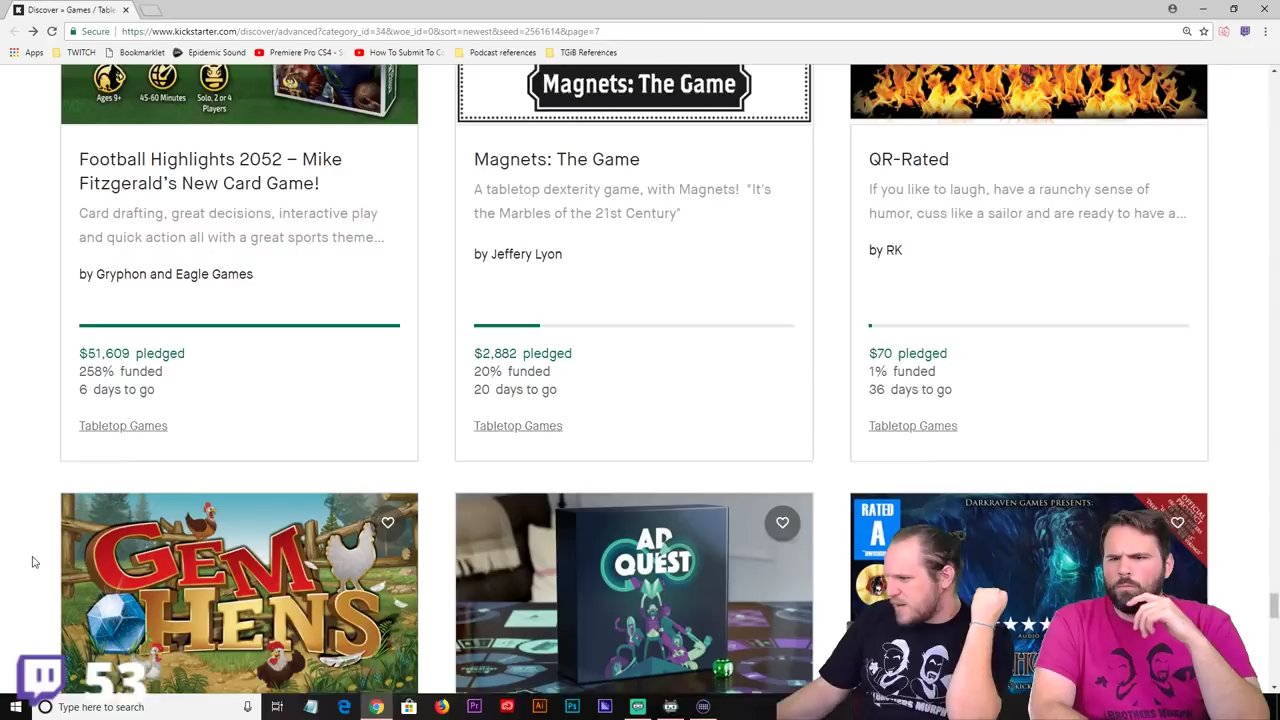 Discover » Games / Table
Secure
https://www.kickstarter.com/discover/advanced?category_id=34&woe_id=0&sort=newest&seed=2561614&page=7
Apps
TWITCH
Bookmarklet
Epidemic Sound
Premiere Pro CS4 - S
How To Submit To C
Podcast references
TGiB References
Ages 9+
45-60 Minutes
Solo, 2 or 4
Players
Magnets: The Game
Football Highlights 2052 – Mike
Fitzgerald's New Card Game!
Card drafting, great decisions, interactive play
and quick action all with a great sports theme...
by Gryphon and Eagle Games
$51,609 pledged
258% funded
6 days to go
Tabletop Games
Magnets: The Game
A tabletop dexterity game, with Magnets! "It's
the Marbles of the 21st Century"
by Jeffery Lyon
$2,882 pledged
20% funded
20 days to go
Tabletop Games
QR-Rated
If you like to laugh, have a raunchy sense of
humor, cuss like a sailor and are ready to have a...
by RK
$70 pledged
1% funded
36 days to go
Tabletop Games
GEM
HENS
AD
QUEST
DARKRAVEN GAMES PRESENTS:
RATED
A
"awesome"
OFFICIAL
AUDIO
BROTHERS MURPH
BROTHERS MURPH
53
Type here to search